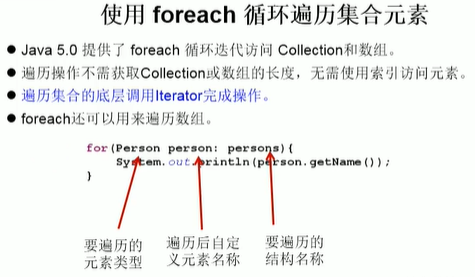 使用 foreach 循环遍历集合元素
● Java 5.0 提供了 foreach 循环迭代访问 Collection和数组。
● 遍历操作不需获取Collection或数组的长度，无需使用索引访问元素。
● 遍历集合的底层调用Iterator完成操作。
● foreach还可以用来遍历数组。
for(Person person: persons){
System.out.println(person.getName());
}
要遍历的
元素类型
遍历后自定
义元素名称
要遍历的
结构名称